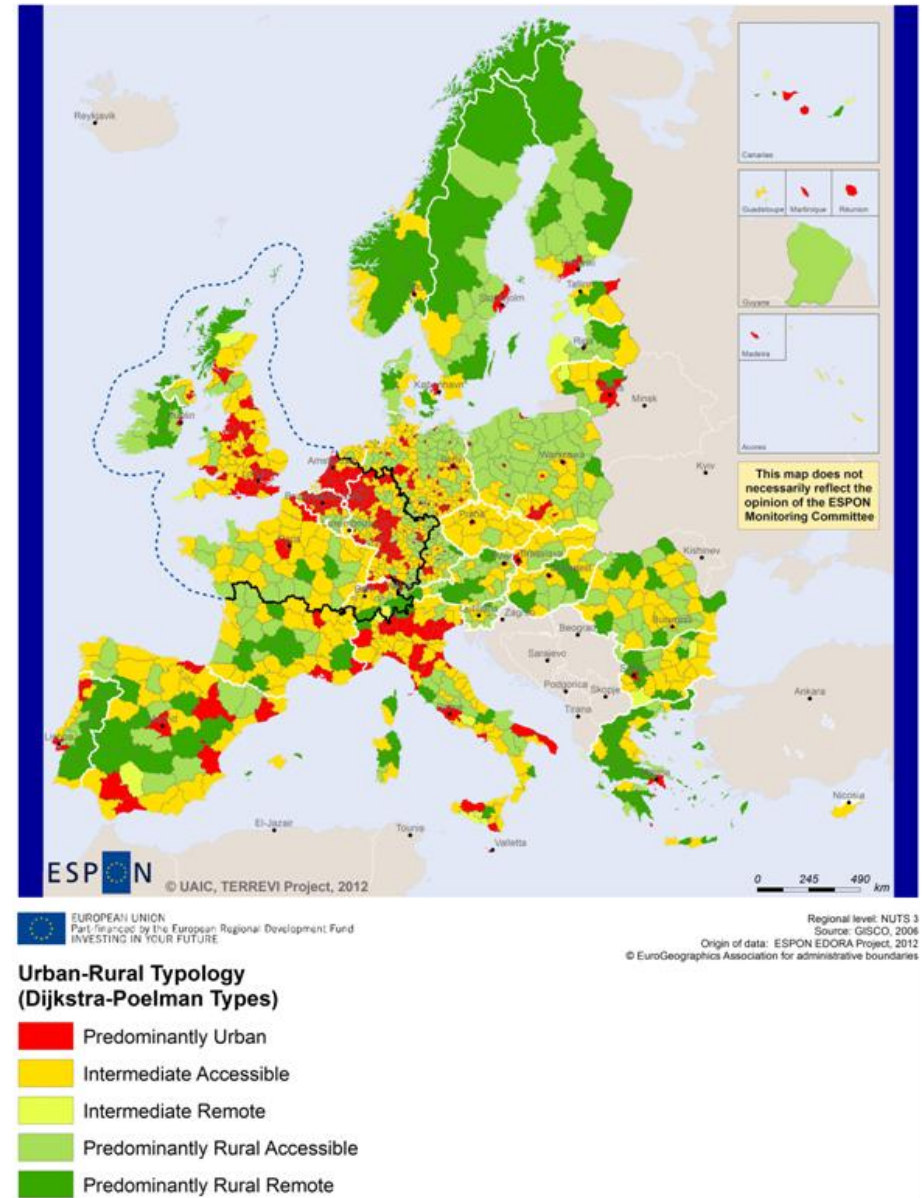 Reykjavik
Canarias
Guadeloupe
Martinique
Réunion
Guyane
Madeira
Acores
This map does not
necessarily reflect the
opinion of the ESPON
Monitoring Committee
Tallinn
Riga
Stockholm
København
Minsk
Dublin
Warszawa
Kyiv
Praha
Paris
Bratislava
Kishinev
Ljubljana
Zagreb
Beograd
Bucuresti
Sarajevo
Podgorica
Skopje
Tirana
Ankara
Nicosia
El-Jazair
Tounis
Valletta
ESPON
© UAIC, TERREVI Project, 2012
0 245 490
km
EUROPEAN UNION
Part-financed by the European Regional Development Fund
INVESTING IN YOUR FUTURE
Regional level: NUTS 3
Source: GISCO, 2006
Origin of data: ESPON EDORA Project, 2012
© EuroGeographics Association for administrative boundaries
Urban-Rural Typology
(Dijkstra-Poelman Types)
Predominantly Urban
Intermediate Accessible
Intermediate Remote
Predominantly Rural Accessible
Predominantly Rural Remote